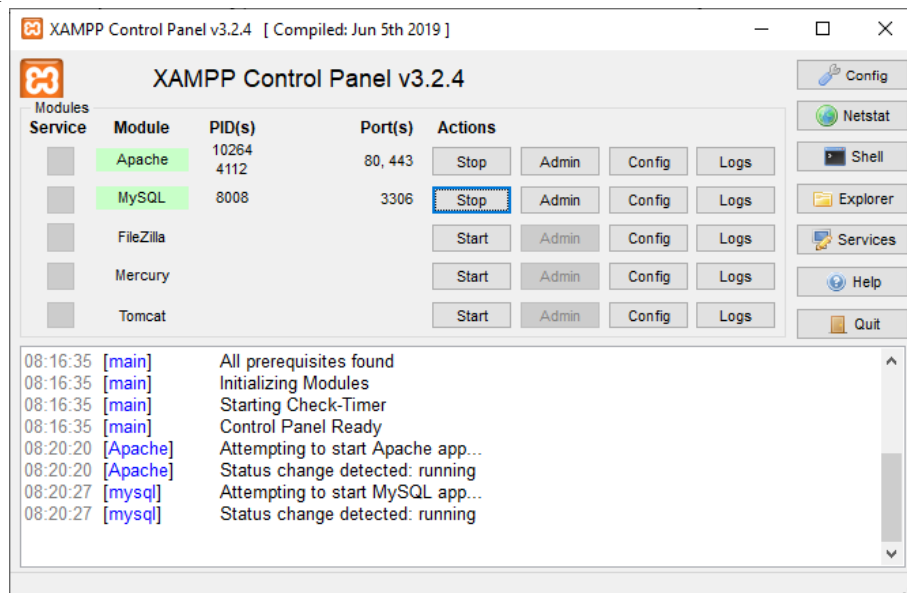 XAMPP Control Panel v3.2.4 [ Compiled: Jun 5th 2019 ]
XAMPP Control Panel v3.2.4
Config
Netstat
Shell
Explorer
Services
Help
Quit
Modules
Service Module PID(s) Port(s) Actions
Apache 10264 4112 80, 443 Stop Admin Config Logs
MySQL 8008 3306 Stop Admin Config Logs
FileZilla Start Admin Config Logs
Mercury Start Admin Config Logs
Tomcat Start Admin Config Logs
08:16:35 [main] All prerequisites found
08:16:35 [main] Initializing Modules
08:16:35 [main] Starting Check-Timer
08:16:35 [main] Control Panel Ready
08:20:20 [Apache] Attempting to start Apache app...
08:20:20 [Apache] Status change detected: running
08:20:27 [mysql] Attempting to start MySQL app...
08:20:27 [mysql] Status change detected: running